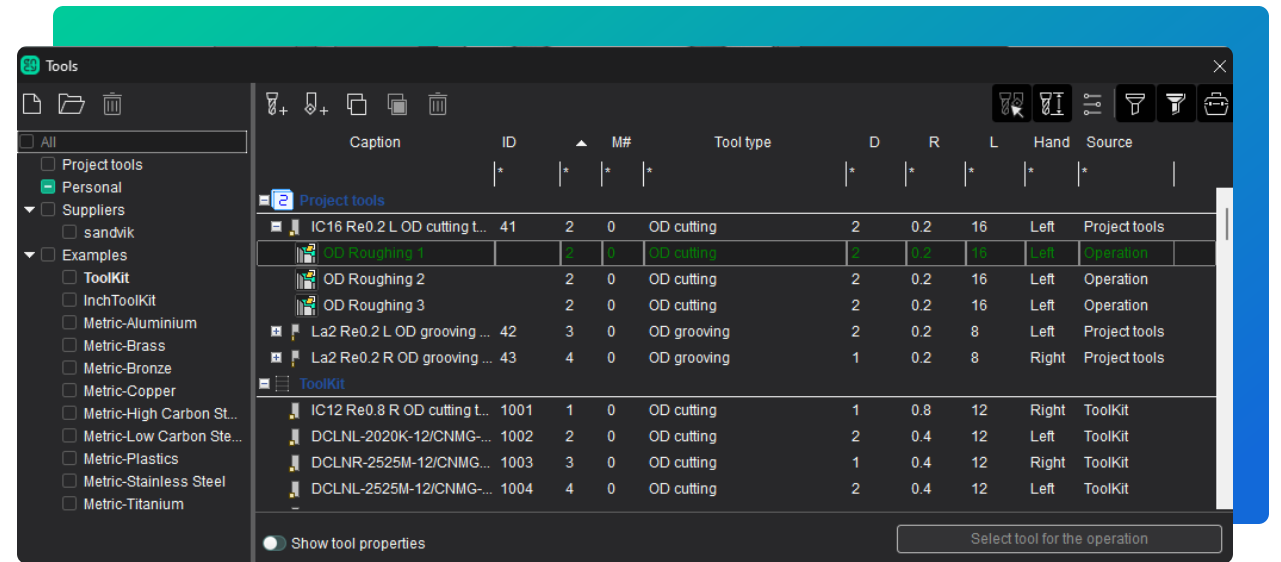 Tools
Caption ID M# Tool type D R L Hand Source
* * * * * * * * *
All
Project tools
Personal
Suppliers
sandvik
Examples
ToolKit
InchToolKit
Metric-Aluminium
Metric-Brass
Metric-Bronze
Metric-Copper
Metric-High Carbon St...
Metric-Low Carbon Ste...
Metric-Plastics
Metric-Stainless Steel
Metric-Titanium
Project tools
IC16 Re0.2 L OD cutting t... 41 2 0 OD cutting 2 0.2 16 Left Project tools
OD Roughing 1 2 0 OD cutting 2 0.2 16 Left Operation
OD Roughing 2 2 0 OD cutting 2 0.2 16 Left Operation
OD Roughing 3 2 0 OD cutting 2 0.2 16 Left Operation
La2 Re0.2 L OD grooving ... 42 3 0 OD grooving 2 0.2 8 Left Project tools
La2 Re0.2 R OD grooving ... 43 4 0 OD grooving 1 0.2 8 Right Project tools
ToolKit
IC12 Re0.8 R OD cutting t... 1001 1 0 OD cutting 1 0.8 12 Right ToolKit
DCLNL-2020K-12/CNMG-... 1002 2 0 OD cutting 2 0.4 12 Left ToolKit
DCLNR-2525M-12/CNMG... 1003 3 0 OD cutting 1 0.4 12 Right ToolKit
DCLNL-2525M-12/CNMG-... 1004 4 0 OD cutting 2 0.4 12 Left ToolKit
Show tool properties
Select tool for the operation